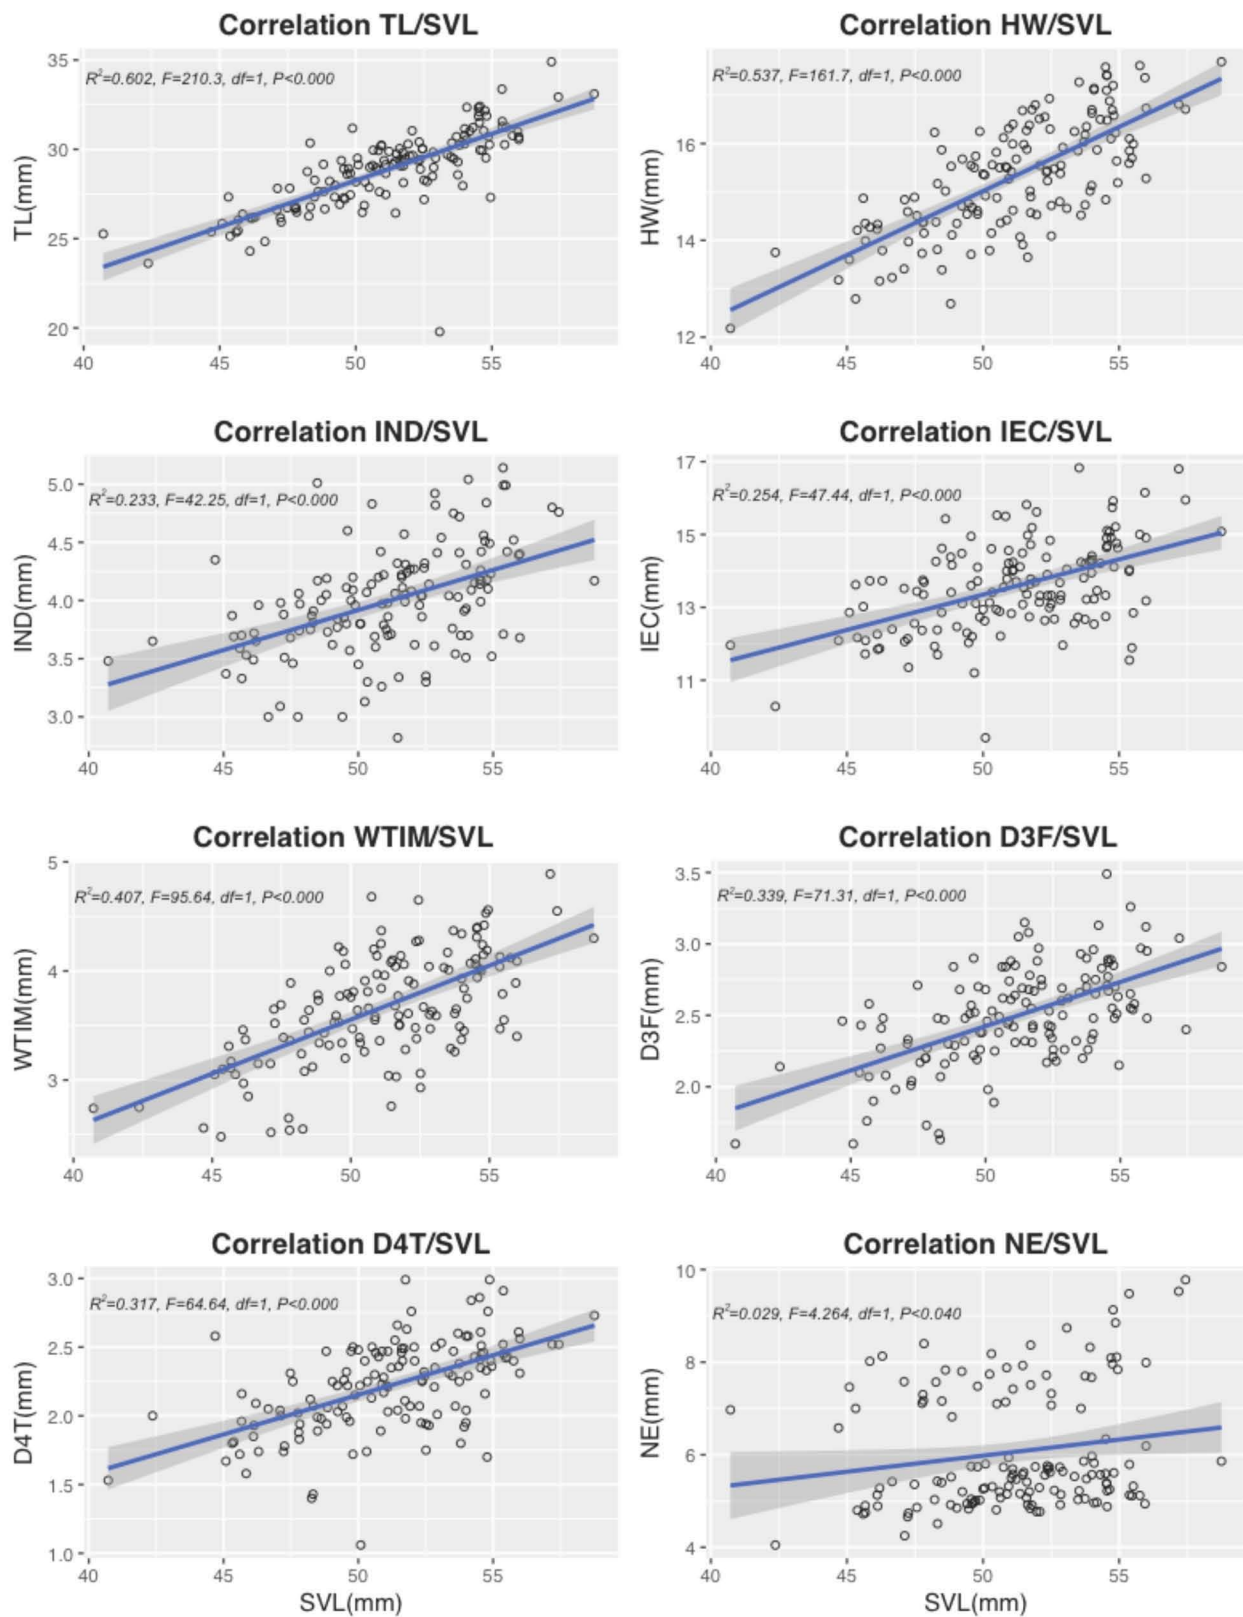 Correlation TL/SVL
R²=0.602, F=210.3, df=1, P<0.000
TL(mm)
35
30
25
20
40 45 50 55
Correlation HW/SVL
R²=0.537, F=161.7, df=1, P<0.000
HW(mm)
16
14
12
40 45 50 55
Correlation IND/SVL
R²=0.233, F=42.25, df=1, P<0.000
IND(mm)
5.0
4.5
4.0
3.5
3.0
40 45 50 55
Correlation IEC/SVL
R²=0.254, F=47.44, df=1, P<0.000
IEC(mm)
17
15
13
11
40 45 50 55
Correlation WTIM/SVL
R²=0.407, F=95.64, df=1, P<0.000
WTIM(mm)
5
4
3
40 45 50 55
Correlation D3F/SVL
R²=0.339, F=71.31, df=1, P<0.000
D3F(mm)
3.5
3.0
2.5
2.0
40 45 50 55
Correlation D4T/SVL
R²=0.317, F=64.64, df=1, P<0.000
D4T(mm)
3.0
2.5
2.0
1.5
1.0
40 45 50 55
SVL(mm)
Correlation NE/SVL
R²=0.029, F=4.264, df=1, P<0.040
NE(mm)
10
8
6
4
40 45 50 55
SVL(mm)